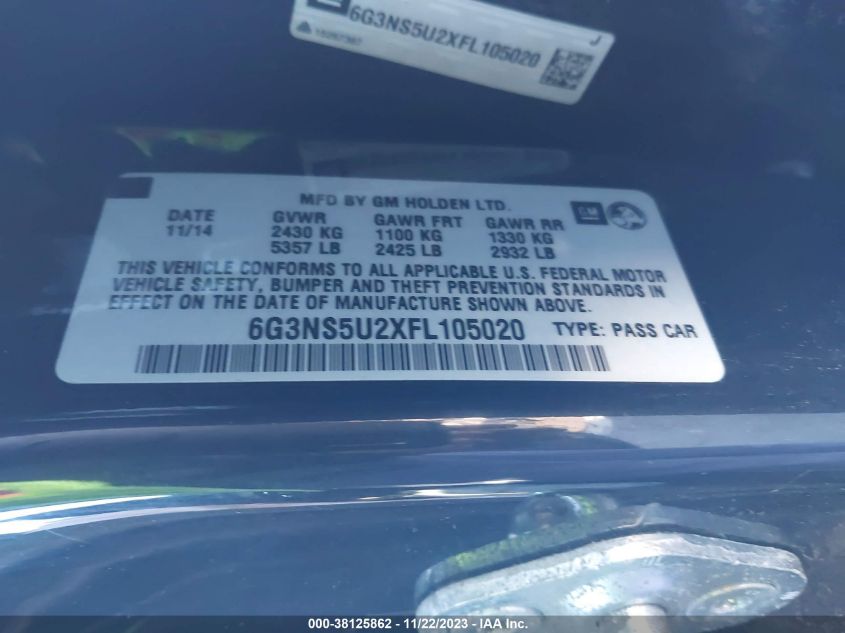 6G3NS5U2XFL105020
J
MFD BY GM HOLDEN LTD.
DATE GVWR GAWR FRT GAWR RR GM
11/14 2430 KG 1100 KG 1330 KG
5357 LB 2425 LB 2932 LB
THIS VEHICLE CONFORMS TO ALL APPLICABLE U.S. FEDERAL MOTOR
VEHICLE SAFETY, BUMPER AND THEFT PREVENTION STANDARDS IN
EFFECT ON THE DATE OF MANUFACTURE SHOWN ABOVE.
6G3NS5U2XFL105020 TYPE: PASS CAR
000-38125862 - 11/22/2023 - IAA Inc.